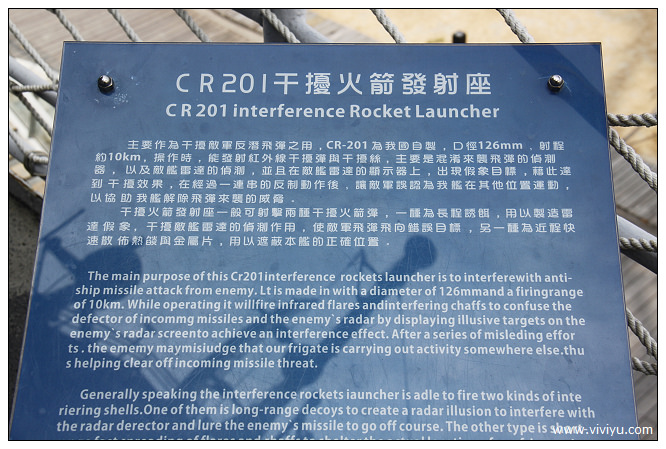 CR201干擾火箭發射座
CR201 interference Rocket Launcher
主要作為干擾敵軍反潛飛彈之用，CR-201為我國自製，口徑126mm，射程
約10km，操作時，能發射紅外線干擾彈與干擾絲，主要是混淆來襲飛彈的偵測
器，以及敵艦雷達的偵測，並且在敵艦雷達的顯示器上，出現假象目標，藉此達
到干擾效果，在經過一連串的反制動作後，讓敵軍誤認為我艦在其他位置運動，
以協助我艦解除飛彈來襲的威脅．
干擾火箭發射座一般可射擊兩種干擾火箭彈，一種為長程誘餌，用以製造雷
達假象，干擾敵艦雷達的偵測作用，使敵軍飛彈飛向錯誤目標，另一種為近程快
速散佈熱燄與金屬片，用以遮蔽本艦的正確位置．
The main purpose of this Cr201interference rockets launcher is to interferewith anti-
ship missile attack from enemy. Lt is made in with a diameter of 126mmand a firingrange
of 10km. While operating it willfire infrared flares andinterfering chaffs to confuse the
defector of incommg missiles and the enemy`s radar by displaying illusive targets on the
enemy`s radar screento achieve an interference effect. After a series of misleding effor
ts . the ememy maymisiudge that our frigate is carrying out activity somewhere else.thu
s helping clear off incoming missile threat.
Generally speaking the interference rockets iauncher is adle to fire two kinds of inte
riering shells.One of them is long-range decoys to create a radar illusion to interfere with
the radar derector and lure the enemy`s missile to go off course. The other type is show
www.viviyu.com